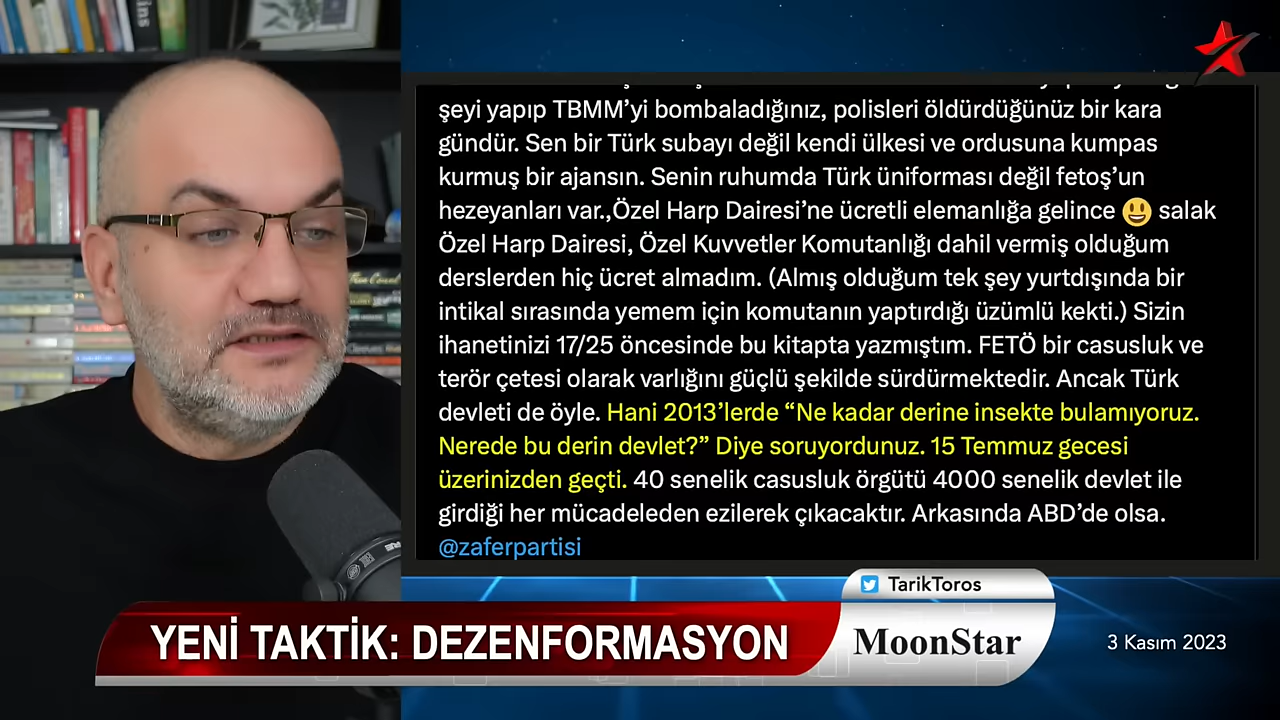 şeyi yapıp TBMM’yi bombaladığınız, polisleri öldürdüğünüz bir kara
gündür. Sen bir Türk subayı değil kendi ülkesi ve ordusuna kumpas
kurmuş bir ajansın. Senin ruhumda Türk üniforması değil fetoş’un
hezeyanları var.,Özel Harp Dairesi’ne ücretli elemanlığa gelince 😃 salak
Özel Harp Dairesi, Özel Kuvvetler Komutanlığı dahil vermiş olduğum
derslerden hiç ücret almadım. (Almış olduğum tek şey yurtdışında bir
intikal sırasında yemem için komutanın yaptırdığı üzümlü kekti.) Sizin
ihanetinizi 17/25 öncesinde bu kitapta yazmıştım. FETÖ bir casusluk ve
terör çetesi olarak varlığını güçlü şekilde sürdürmektedir. Ancak Türk
devleti de öyle. Hani 2013’lerde “Ne kadar derine insekte bulamıyoruz.
Nerede bu derin devlet?” Diye soruyordunuz. 15 Temmuz gecesi
üzerinizden geçti. 40 senelik casusluk örgütü 4000 senelik devlet ile
girdiği her mücadeleden ezilerek çıkacaktır. Arkasında ABD’de olsa.
@zaferpartisi
TarikToros
YENİ TAKTİK: DEZENFORMASYON
MoonStar
3 Kasım 2023